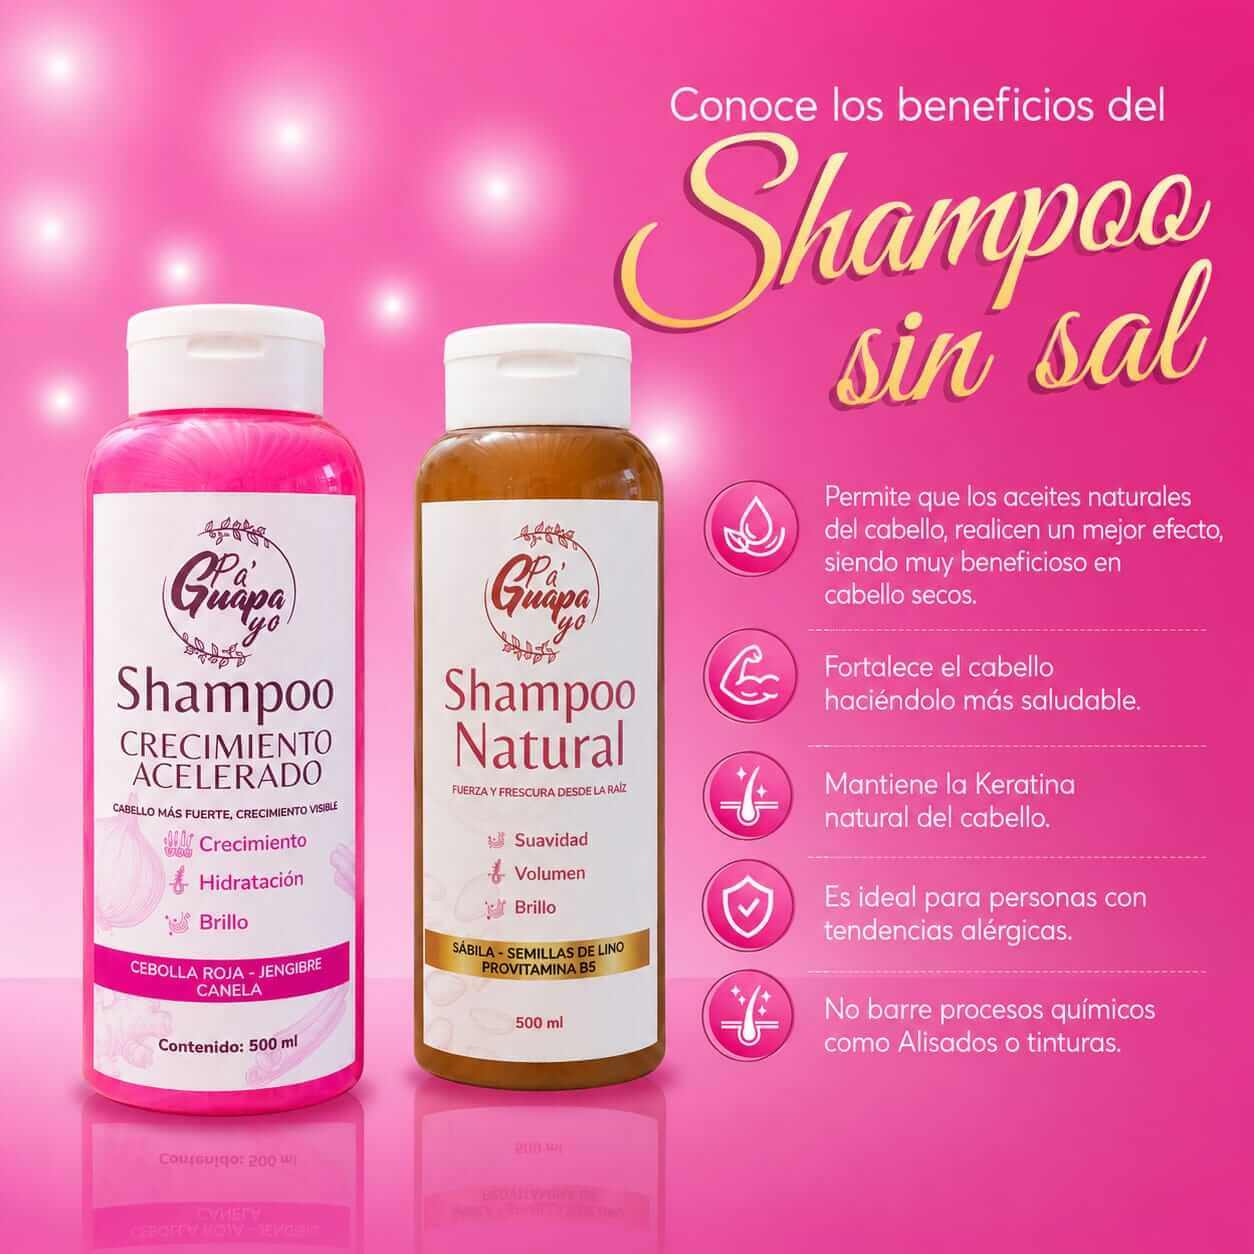 Conoce los beneficios del
Shampoo
sin sal
Permite que los aceites naturales
del cabello, realicen un mejor efecto,
siendo muy beneficioso en
cabello secos.
Fortalece el cabello
haciéndolo más saludable.
Mantiene la Keratina
natural del cabello.
Es ideal para personas con
tendencias alérgicas.
No barre procesos químicos
como Alisados o tinturas.
Pa'
Guapa
yo
Shampoo
CRECIMIENTO
ACELERADO
CABELLO MÁS FUERTE, CRECIMIENTO VISIBLE
Crecimiento
Hidratación
Brillo
CEBOLLA ROJA - JENGIBRE
CANELA
Contenido: 500 ml
Pa'
Guapa
yo
Shampoo
Natural
FUERZA Y FRESCURA DESDE LA RAÍZ
Suavidad
Volumen
Brillo
SÁBILA - SEMILLAS DE LINO
PROVITAMINA B5
500 ml